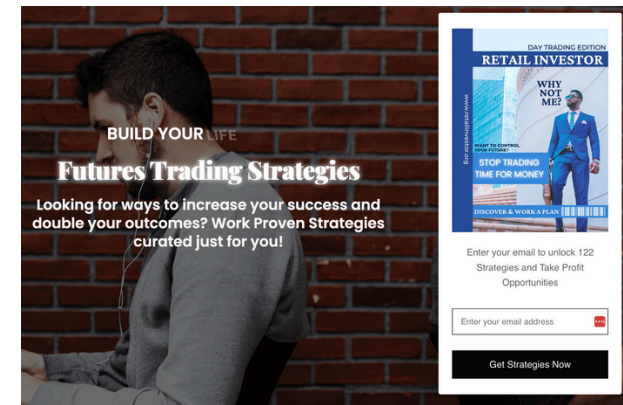 BUILD YOUR LIFE
Futures Trading Strategies
Looking for ways to increase your success and
double your outcomes? Work Proven Strategies
curated just for you!
DAY TRADING EDITION
RETAIL INVESTOR
WHY
NOT
ME?
www.retailinvestor.org
WANT TO CONTROL
YOUR FUTURE?
STOP TRADING
TIME FOR MONEY
DISCOVER & WORK A PLAN
Enter your email to unlock 122
Strategies and Take Profit
Opportunities
Enter your email address
Get Strategies Now